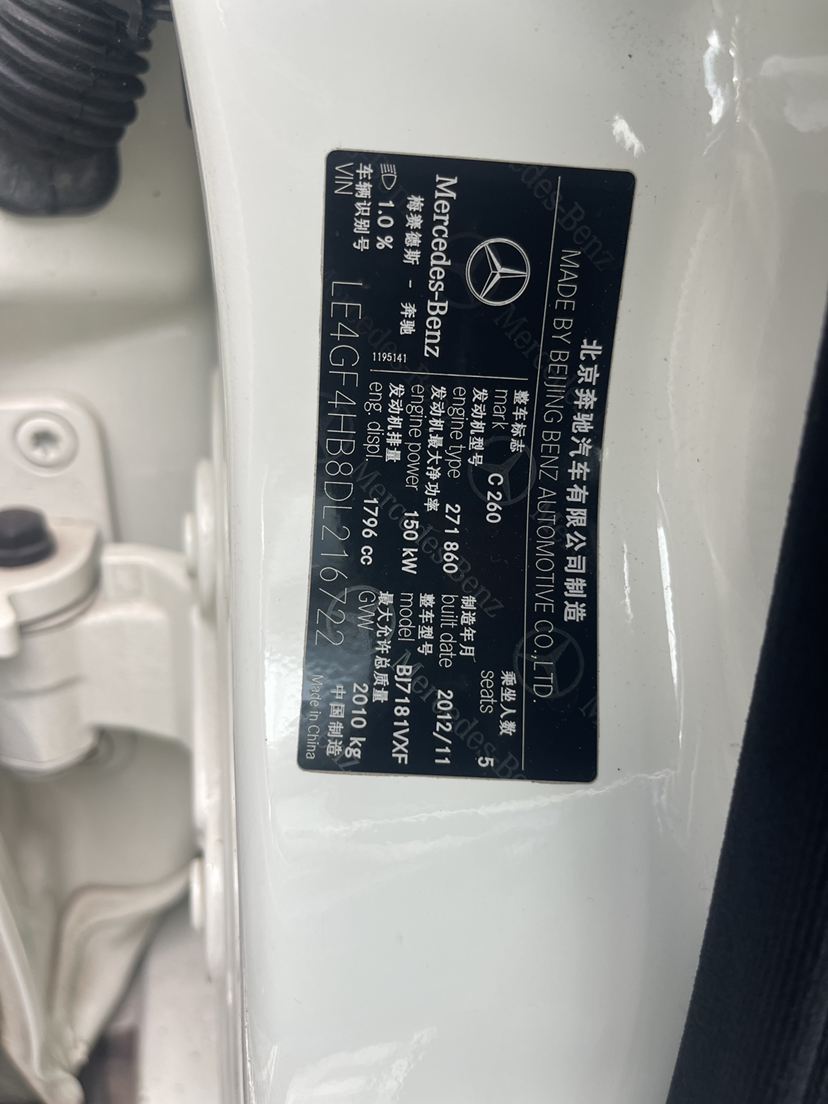 北京奔驰汽车有限公司制造
MADE BY BEIJING BENZ AUTOMOTIVE CO.,LTD.
Mercedes-Benz
梅赛德斯 - 奔驰
1.0 %
1195141
整车标志
mark C 260
乘坐人数
seats 5
发动机型号
engine type 271 860
制造年月
built date 2012/11
发动机最大净功率
engine power 150 kW
整车型号
model BJ7181VXF
发动机排量
eng. displ. 1796 cc
最大允许总质量
GVW 2010 kg
车辆识别号
VIN LE4GF4HB8DL216722
中国制造
Made in China